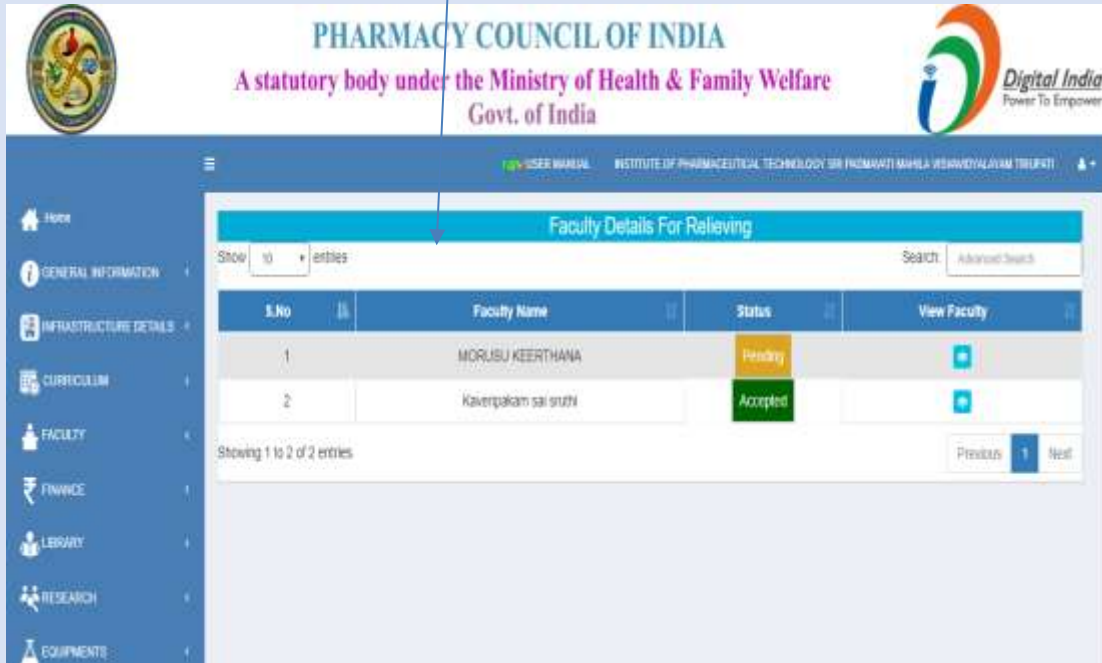 PHARMACY COUNCIL OF INDIA
A statutory body under the Ministry of Health & Family Welfare
Govt. of India
Digital India
Power To Empower
USER MANUAL INSTITUTE OF PHARMACEUTICAL TECHNOLOGY SRI PADMAVATI MAHILA VISVAVIDYALAYAM TIRUPATI
Home
GENERAL INFORMATION
INFRASTRUCTURE DETAILS
CURRICULUM
FACULTY
FINANCE
LIBRARY
RESEARCH
EQUIPMENTS
Faculty Details For Relieving
Show 10 entries Search: Advanced Search
S.No Faculty Name Status View Faculty
1 MORUSU KEERTHANA Pending
2 Kaveripakam sai sruthi Accepted
Showing 1 to 2 of 2 entries Previous 1 Next